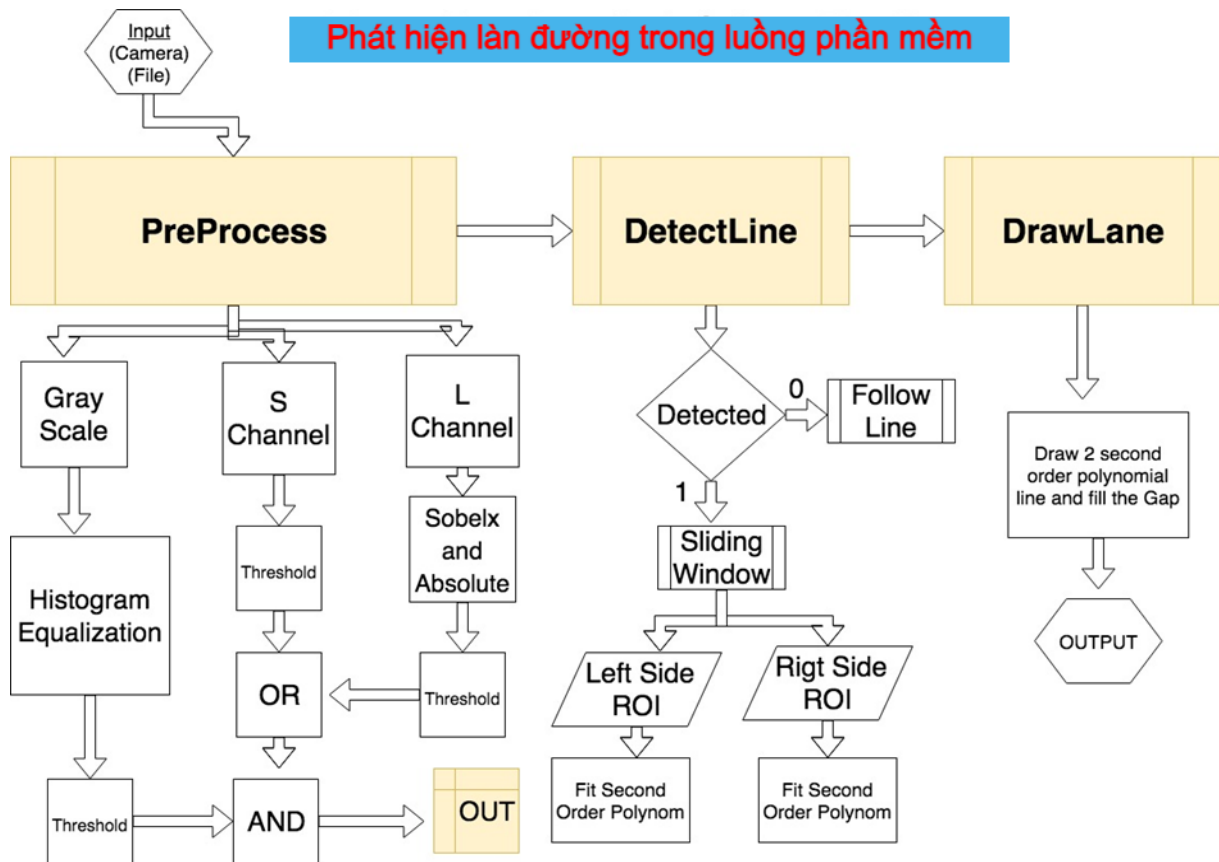 Phát hiện làn đường trong luồng phần mềm
Input
(Camera)
(File)
PreProcess
DetectLine
DrawLane
Gray
Scale
S
Channel
L
Channel
Histogram
Equalization
Threshold
Sobelx
and
Absolute
OR
Threshold
Threshold
AND
OUT
Detected
0
Follow
Line
1
Sliding
Window
Left Side
ROI
Rigt Side
ROI
Fit Second
Order Polynom
Fit Second
Order Polynom
Draw 2 second
order polynomial
line and fill the Gap
OUTPUT